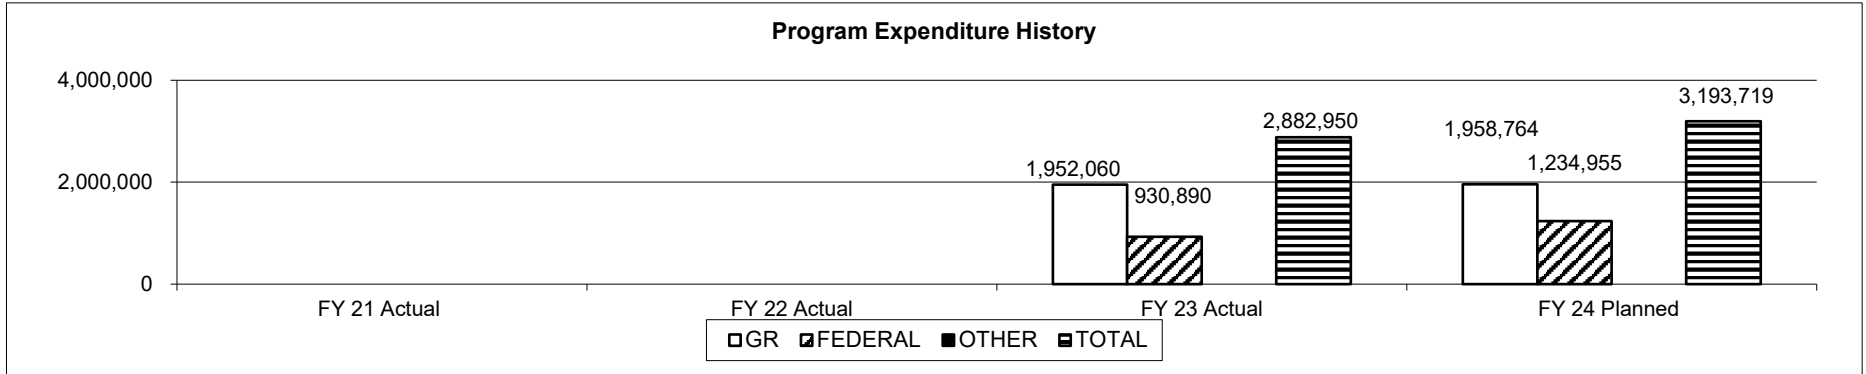 Program Expenditure History
4,000,000
2,000,000
0
1,952,060
930,890
2,882,950
1,958,764
1,234,955
3,193,719
FY 21 Actual
FY 22 Actual
FY 23 Actual
FY 24 Planned
GR FEDERAL OTHER TOTAL